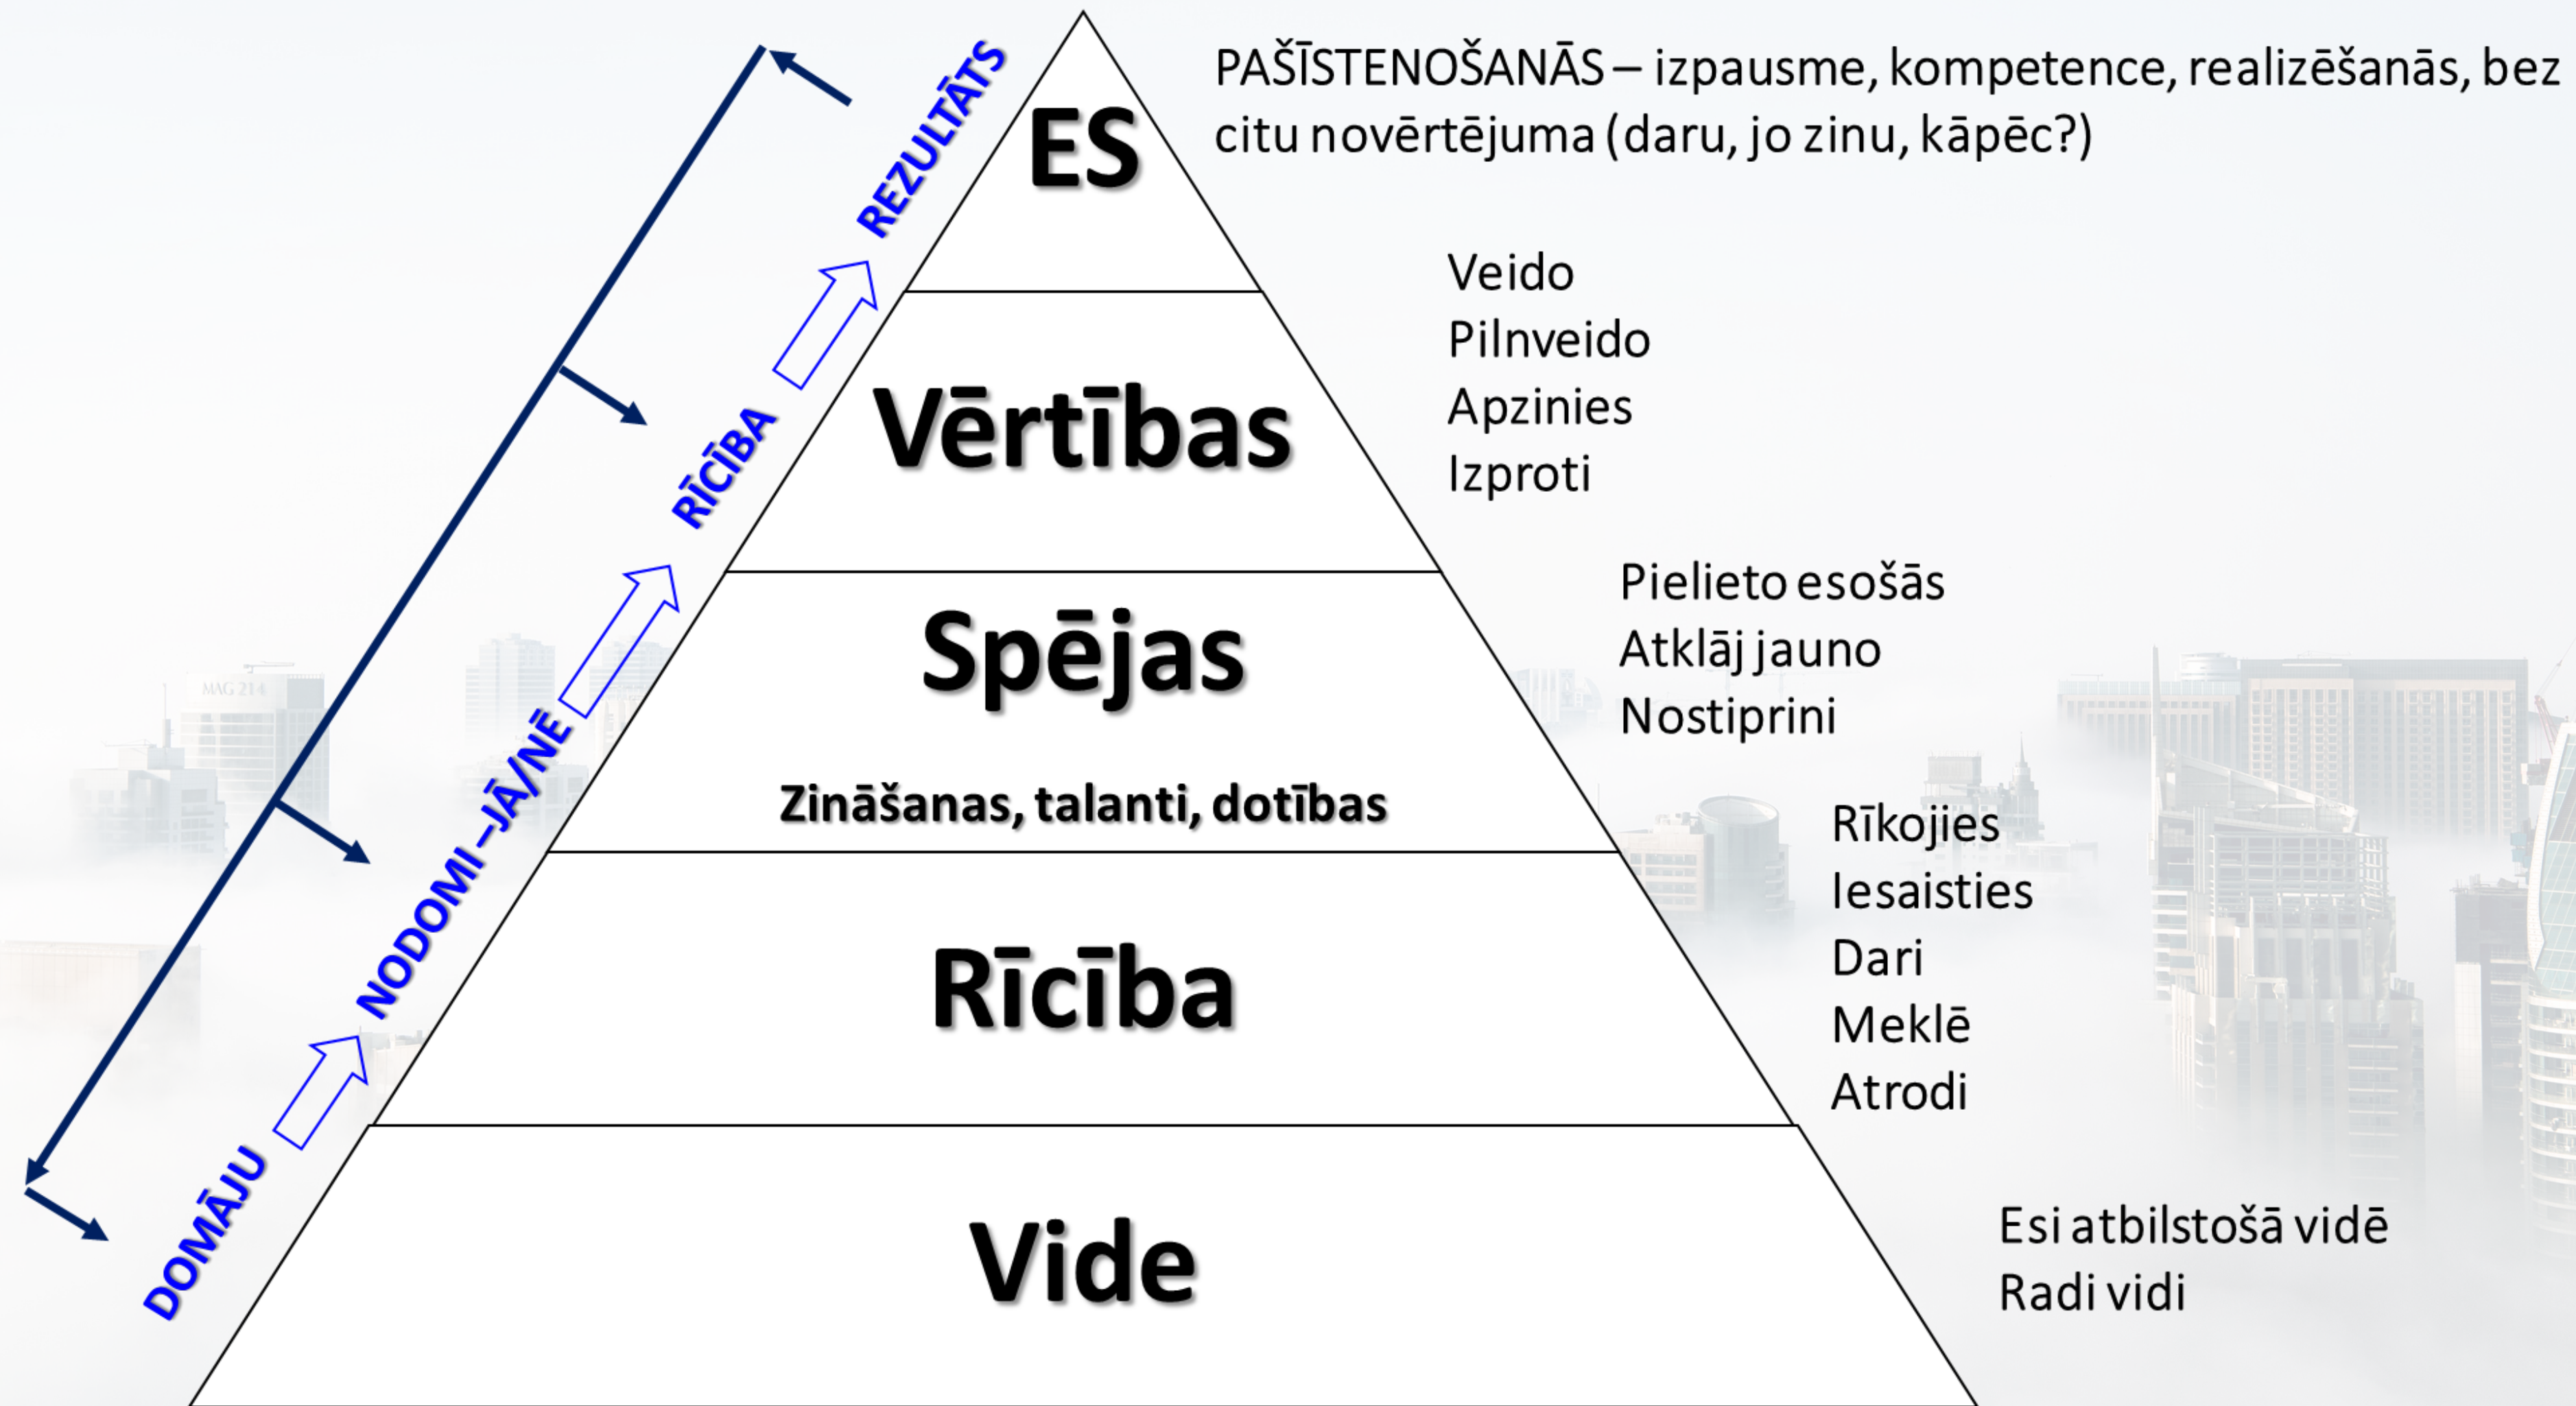 PAŠĪSTENOŠANĀS – izpausme, kompetence, realizēšanās, bez
citu novērtējuma (daru, jo zinu, kāpēc?)
ES
REZULTĀTS
Veido
Pilnveido
Apzinies
Izproti
Vērtības
RĪCĪBA
Pielieto esošās
Atklāj jauno
Nostiprini
Spējas
Zināšanas, talanti, dotības
NODOMI –JĀ/NĒ
MAG 214
Rīkojies
Iesaisties
Dari
Meklē
Atrodi
Rīcība
DOMĀJU
Vide
Esi atbilstošā vidē
Radi vidi